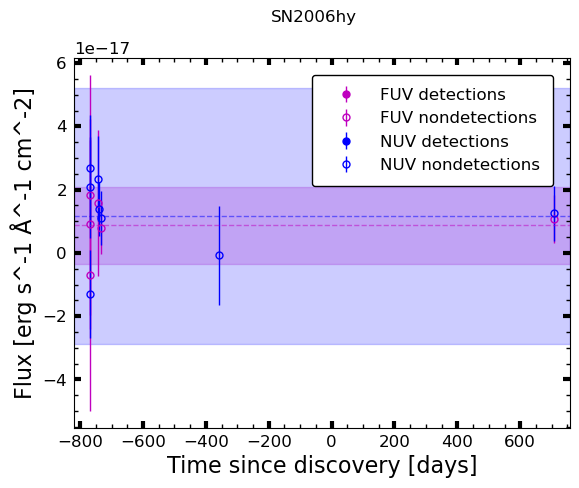 SN2006hy
1e−17
6
4
2
0
−2
−4
Flux [erg s^-1 Å^-1 cm^-2]
FUV detections
FUV nondetections
NUV detections
NUV nondetections
−800 −600 −400 −200 0 200 400 600
Time since discovery [days]